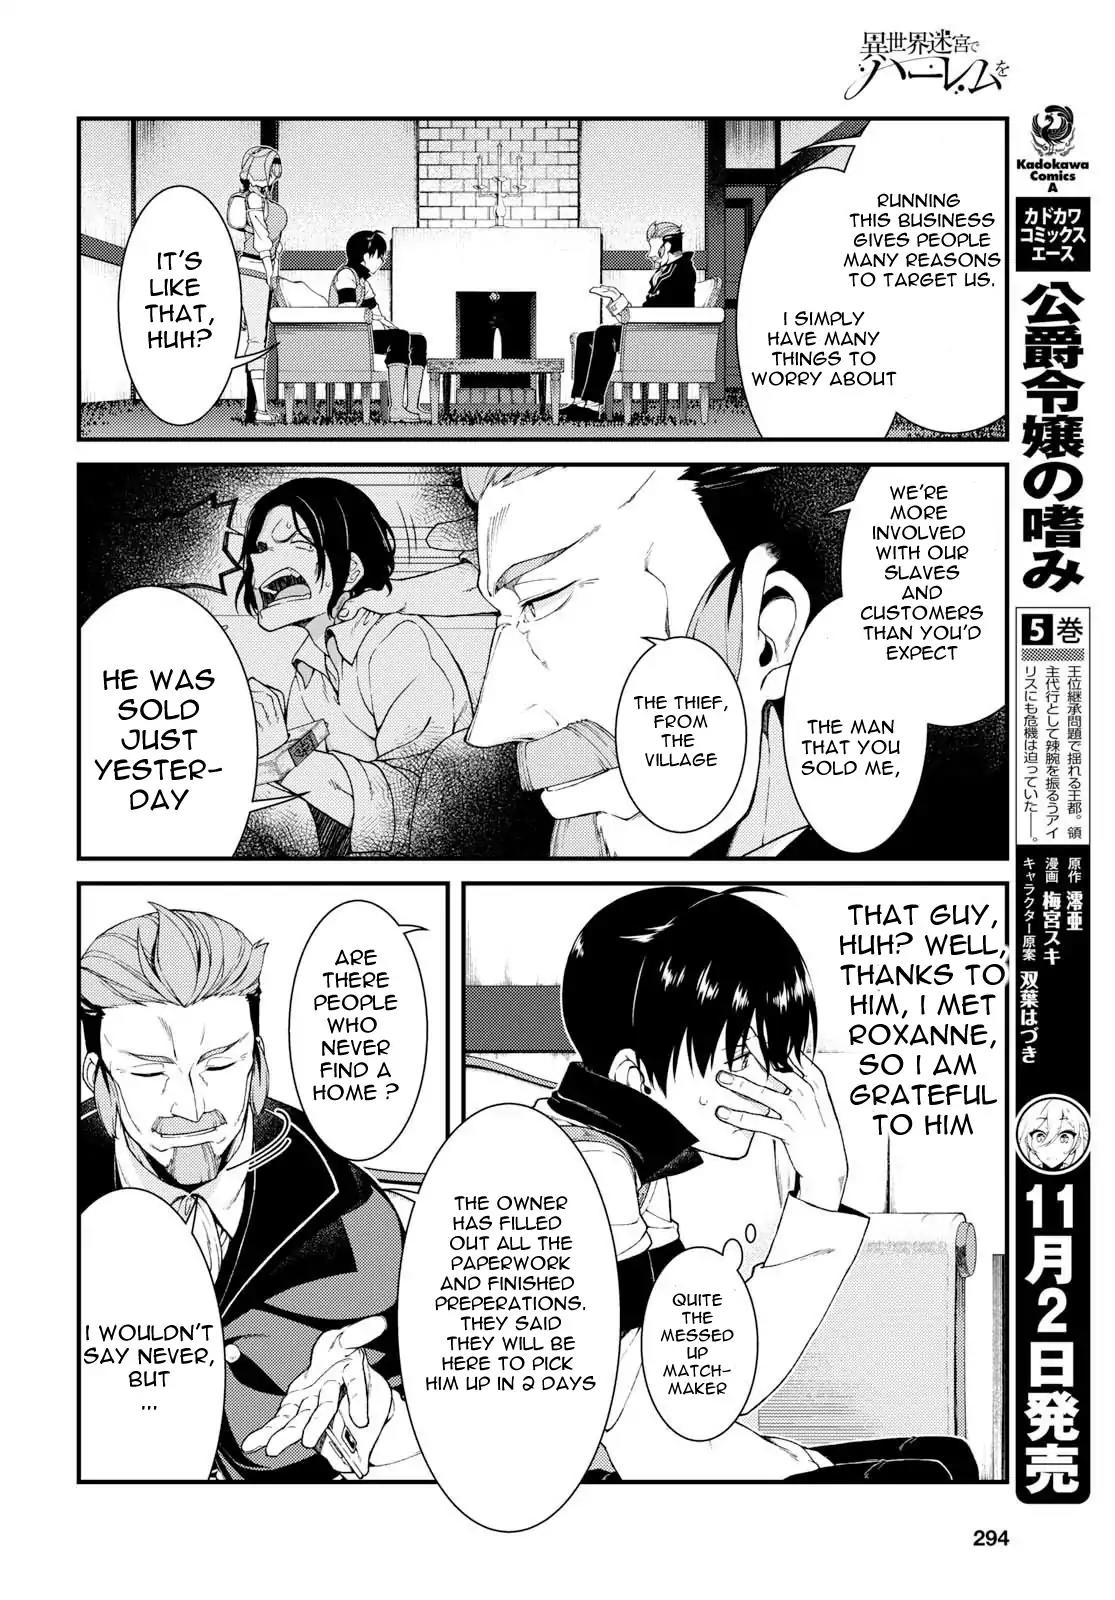 異世界迷宮で
ハーレムを
RUNNING
THIS BUSINESS
GIVES PEOPLE
MANY REASONS
TO TARGET US.
I SIMPLY
HAVE MANY
THINGS TO
WORRY ABOUT
IT'S
LIKE
THAT,
HUH?
WE'RE
MORE
INVOLVED
WITH OUR
SLAVES
AND
CUSTOMERS
THAN YOU'D
EXPECT
THE MAN
THAT YOU
SOLD ME,
THE THIEF,
FROM
THE
VILLAGE
HE WAS
SOLD
JUST
YESTER-
DAY
THAT GUY,
HUH? WELL,
THANKS TO
HIM, I MET
ROXANNE,
SO I AM
GRATEFUL
TO HIM
QUITE
THE
MESSED
UP
MATCH-
MAKER
THE OWNER
HAS FILLED
OUT ALL THE
PAPERWORK
AND FINISHED
PREPERATIONS.
THEY SAID
THEY WILL BE
HERE TO PICK
HIM UP IN 2 DAYS
ARE
THERE
PEOPLE
WHO
NEVER
FIND A
HOME ?
I WOULDN'T
SAY NEVER,
BUT
...
Kadokawa
Comics
A
カドカワ
コミックス
エース
公爵令嬢の嗜み
5巻
王位継承問題で揺れる王都。領
主代行として辣腕を振るうアイ
リスにも危機は迫っていた――。
原作 澪亜
漫画 梅宮スキ
キャラクター原案 双葉はづき
11月2日発売
294